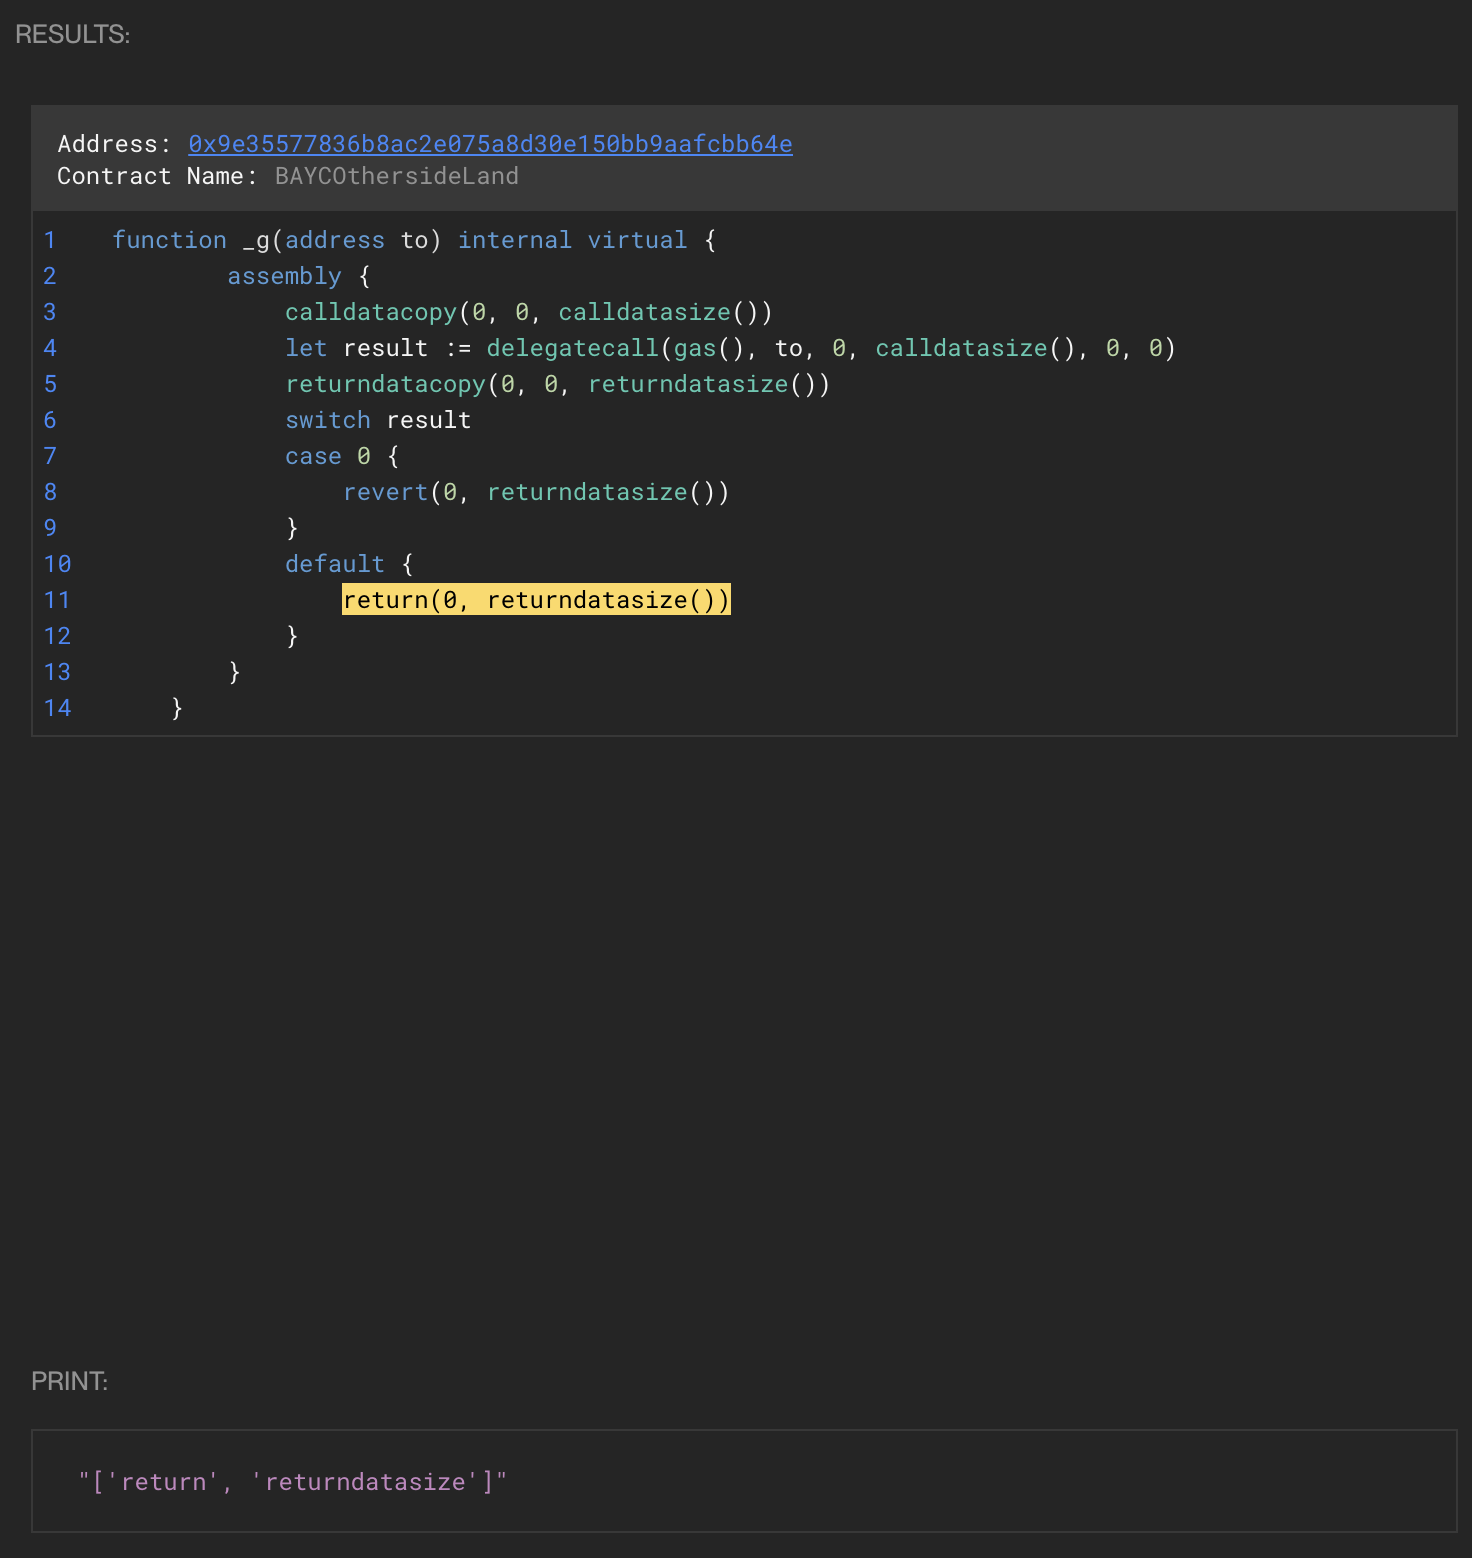 RESULTS:
Address: 0x9e35577836b8ac2e075a8d30e150bb9aafcbb64e
Contract Name: BAYCOthersideLand
1 function _g(address to) internal virtual {
2 assembly {
3 calldatacopy(0, 0, calldatasize())
4 let result := delegatecall(gas(), to, 0, calldatasize(), 0, 0)
5 returndatacopy(0, 0, returndatasize())
6 switch result
7 case 0 {
8 revert(0, returndatasize())
9 }
10 default {
11 return(0, returndatasize())
12 }
13 }
14 }
PRINT:
"['return', 'returndatasize']"